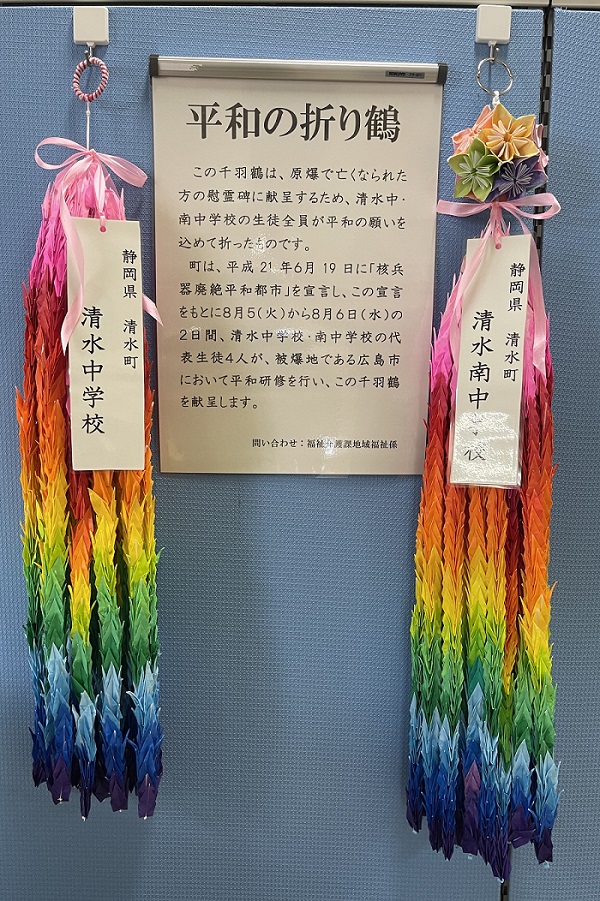 平和の折り鶴
この千羽鶴は、原爆で亡くなられた
方の慰霊碑に献呈するため、清水中・
南中学校の生徒全員が平和の願いを
込めて折ったものです。
町は、平成21年6月19日に「核兵
器廃絶平和都市」を宣言し、この宣言
をもとに8月5(火)から8月6日(水)の
2日間、清水中学校・南中学校の代
表生徒4人が、被爆地である広島市
において平和研修を行い、この千羽鶴
を献呈します。
問い合わせ：福祉介護課地域福祉係
静岡県 清水町
清水中学校
静岡県 清水町
清水南中学校